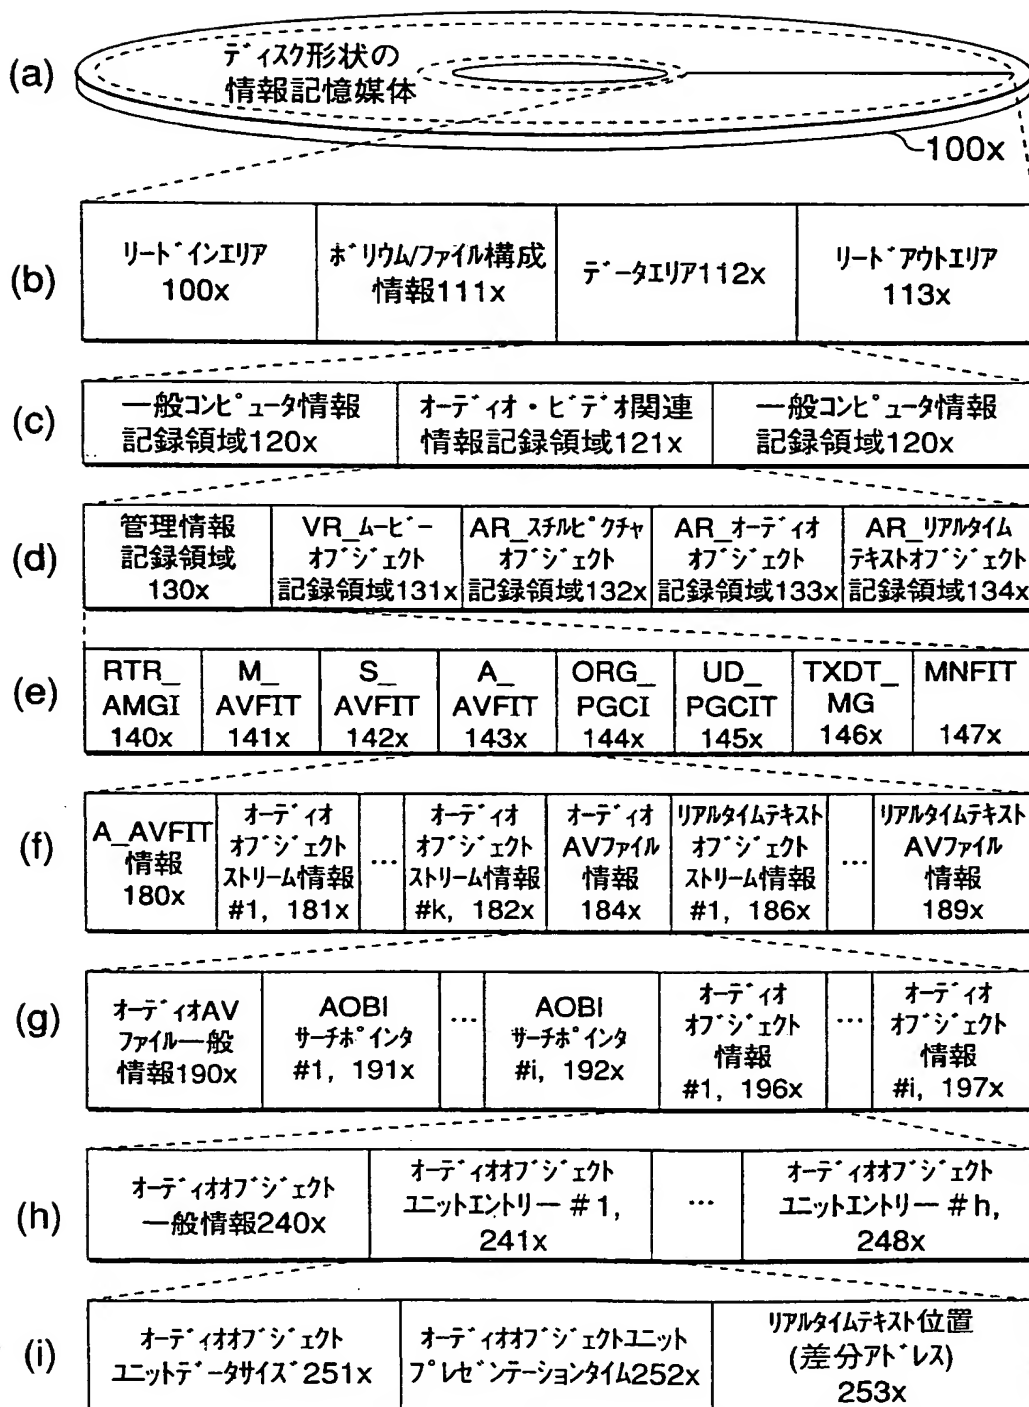 (a)
ディスク形状の
情報記憶媒体
100x
(b)
リードインエリア
100x
ボリウム/ファイル構成
情報111x
データエリア112x
リードアウトエリア
113x
(c)
一般コンピュータ情報
記録領域120x
オーディオ・ビデオ関連
情報記録領域121x
一般コンピュータ情報
記録領域120x
(d)
管理情報
記録領域
130x
VR_ムービー
オブジェクト
記録領域131x
AR_スチルピクチャ
オブジェクト
記録領域132x
AR_オーディオ
オブジェクト
記録領域133x
AR_リアルタイム
テキストオブジェクト
記録領域134x
(e)
RTR_
AMGI
140x
M_
AVFIT
141x
S_
AVFIT
142x
A_
AVFIT
143x
ORG_
PGCI
144x
UD_
PGCIT
145x
TXDT_
MG
146x
MNFIT
147x
(f)
A_AVFIT
情報
180x
オーディオ
オブジェクト
ストリーム情報
#1, 181x
…
オーディオ
オブジェクト
ストリーム情報
#k, 182x
オーディオ
AVファイル
情報
184x
リアルタイムテキスト
オブジェクト
ストリーム情報
#1, 186x
…
リアルタイムテキスト
AVファイル
情報
189x
(g)
オーディオAV
ファイル一般
情報190x
AOBI
サーチポインタ
#1, 191x
…
AOBI
サーチポインタ
#i, 192x
オーディオ
オブジェクト
情報
#1, 196x
…
オーディオ
オブジェクト
情報
#i, 197x
(h)
オーディオオブジェクト
一般情報240x
オーディオオブジェクト
ユニットエントリー＃1,
241x
…
オーディオオブジェクト
ユニットエントリー＃h,
248x
(i)
オーディオオブジェクト
ユニットデータサイズ251x
オーディオオブジェクトユニット
プレゼンテーションタイム252x
リアルタイムテキスト位置
(差分アドレス)
253x